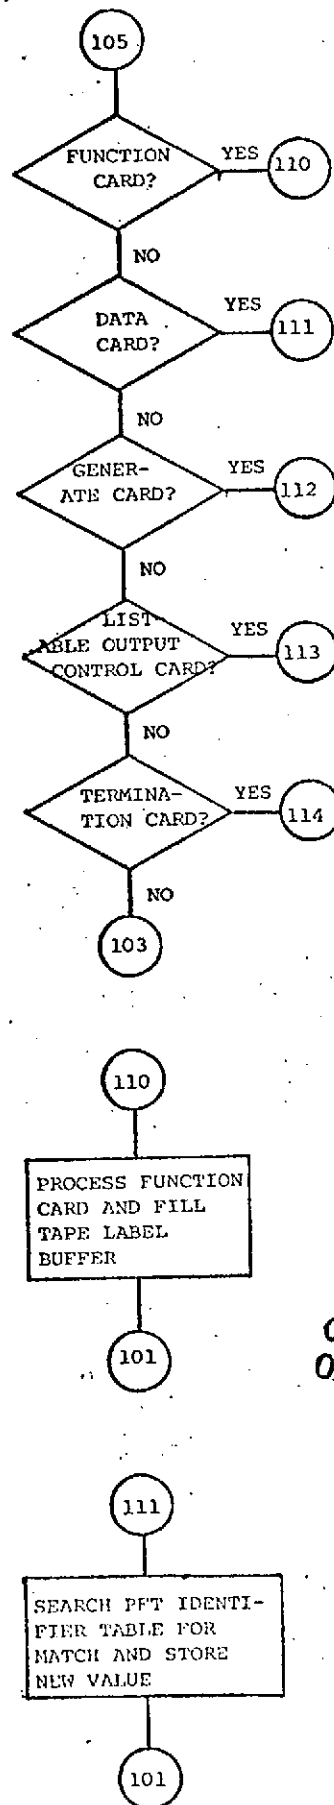 105
FUNCTION YES 110
CARD?
NO
DATA YES
CARD? 111
NO
GENER- YES
ATE CARD? 112
NO
LIST-
ABLE OUTPUT YES
CONTROL CARD? 113
NO
TERMINA- YES
TION CARD? 114
NO
103
110
PROCESS FUNCTION
CARD AND FILL
TAPE LABEL
BUFFER
101
111
SEARCH PFT IDENTI-
FIER TABLE FOR
MATCH AND STORE
NEW VALUE
101